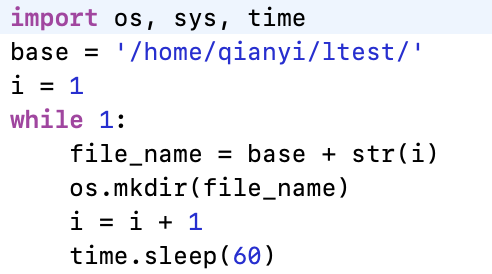 import os, sys, time
base = '/home/qianyi/ltest/'
i = 1
while 1:
    file_name = base + str(i)
    os.mkdir(file_name)
    i = i + 1
    time.sleep(60)